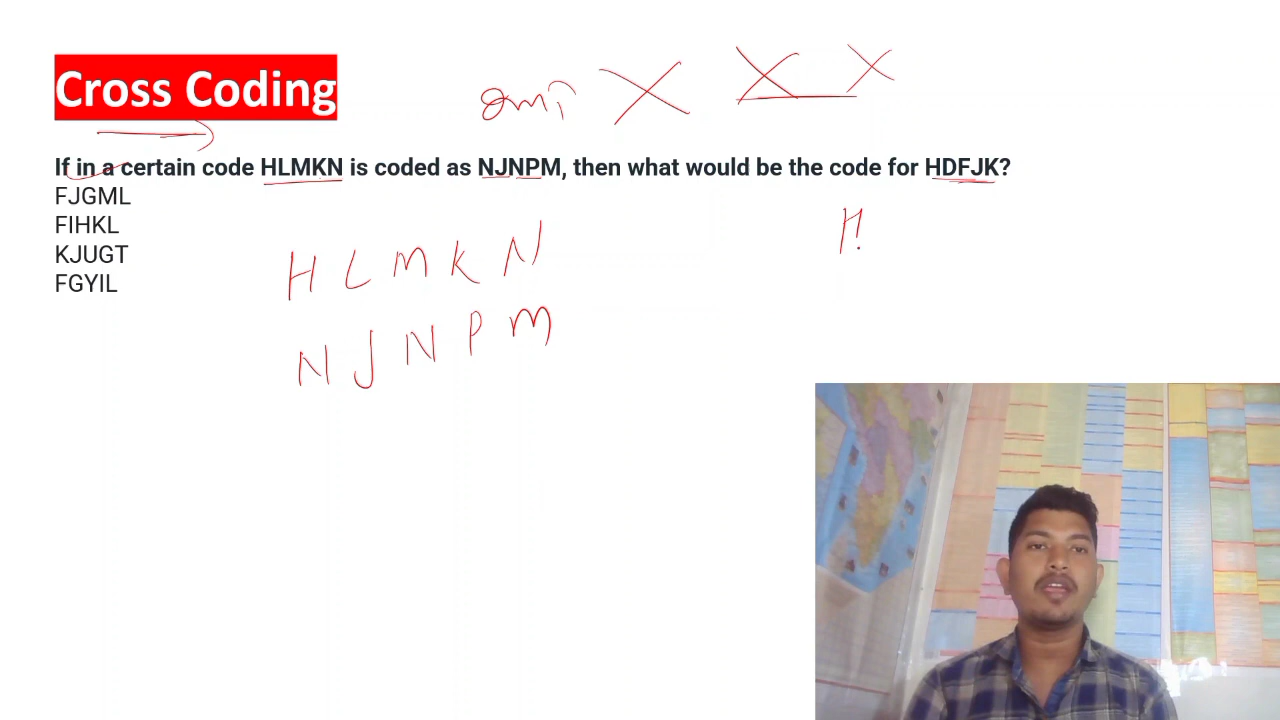 Cross Coding
If in a certain code HLMKN is coded as NJNPM, then what would be the code for HDFJK?
FJGML
FIHKL
KJUGT
FGYIL
H L M K N
H
N J N P M